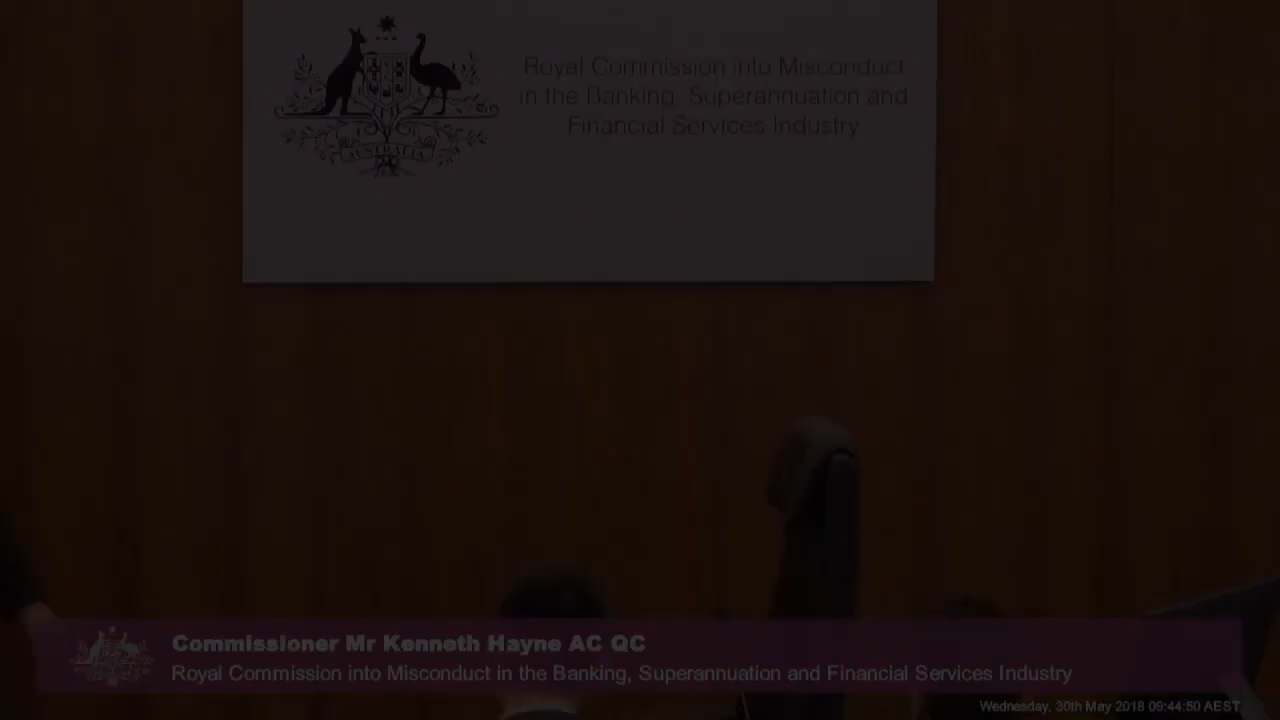 Royal Commission into Misconduct
in the Banking, Superannuation and
Financial Services Industry
AUSTRALIA
Commissioner Mr Kenneth Hayne AC QC
Royal Commission into Misconduct in the Banking, Superannuation and Financial Services Industry
Wednesday, 30th May 2018 09:44:50 AEST